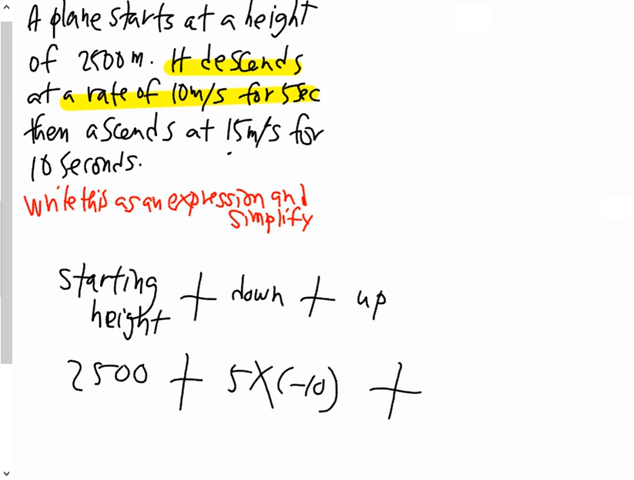 A plane starts at a height
of 2500 m. It descends
at a rate of 10m/s for 5sec
then ascends at 15m/s for
10 seconds.
Write this as an expression and
simplify
starting + down + up
height
2500 + 5×(-10) +